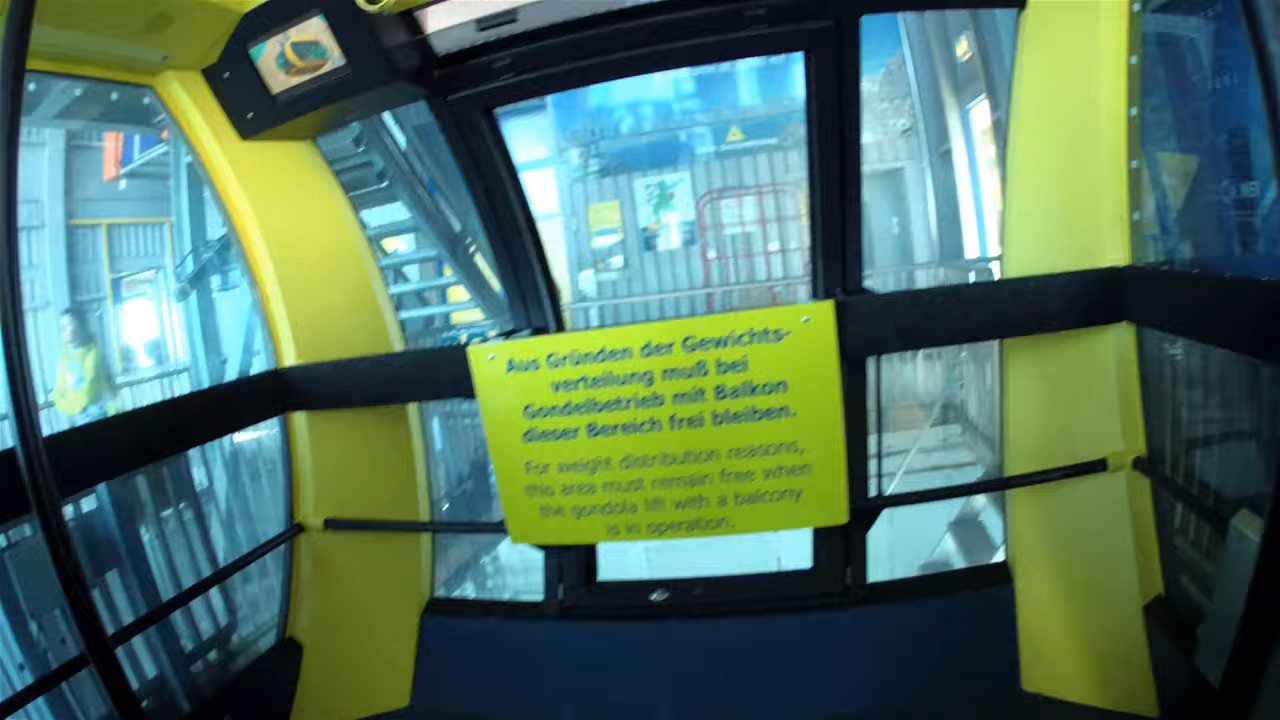 Aus Gründen der Gewichts-
verteilung muß bei
Gondelbetrieb mit Balkon
dieser Bereich frei bleiben.
For weight distribution reasons,
this area must remain free when
the gondola lift with a balcony
is in operation.